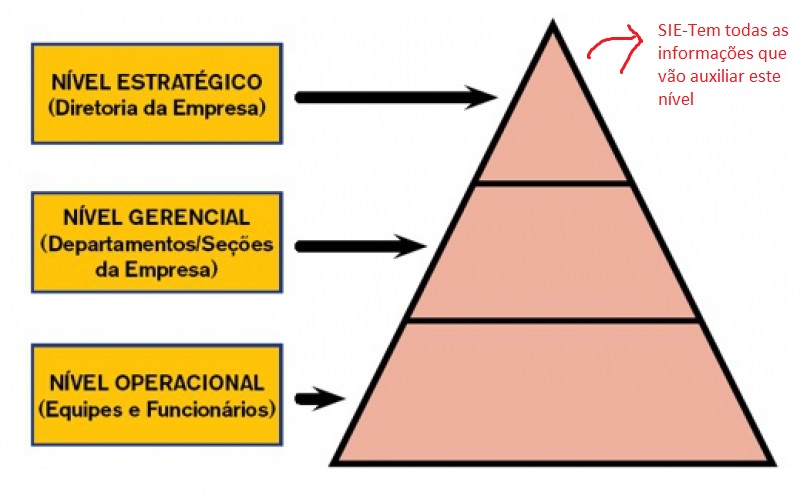 NÍVEL ESTRATÉGICO
(Diretoria da Empresa)
SIE-Tem todas as
informações que
vão auxiliar este
nível
NÍVEL GERENCIAL
(Departamentos/Seções
da Empresa)
NÍVEL OPERACIONAL
(Equipes e Funcionários)